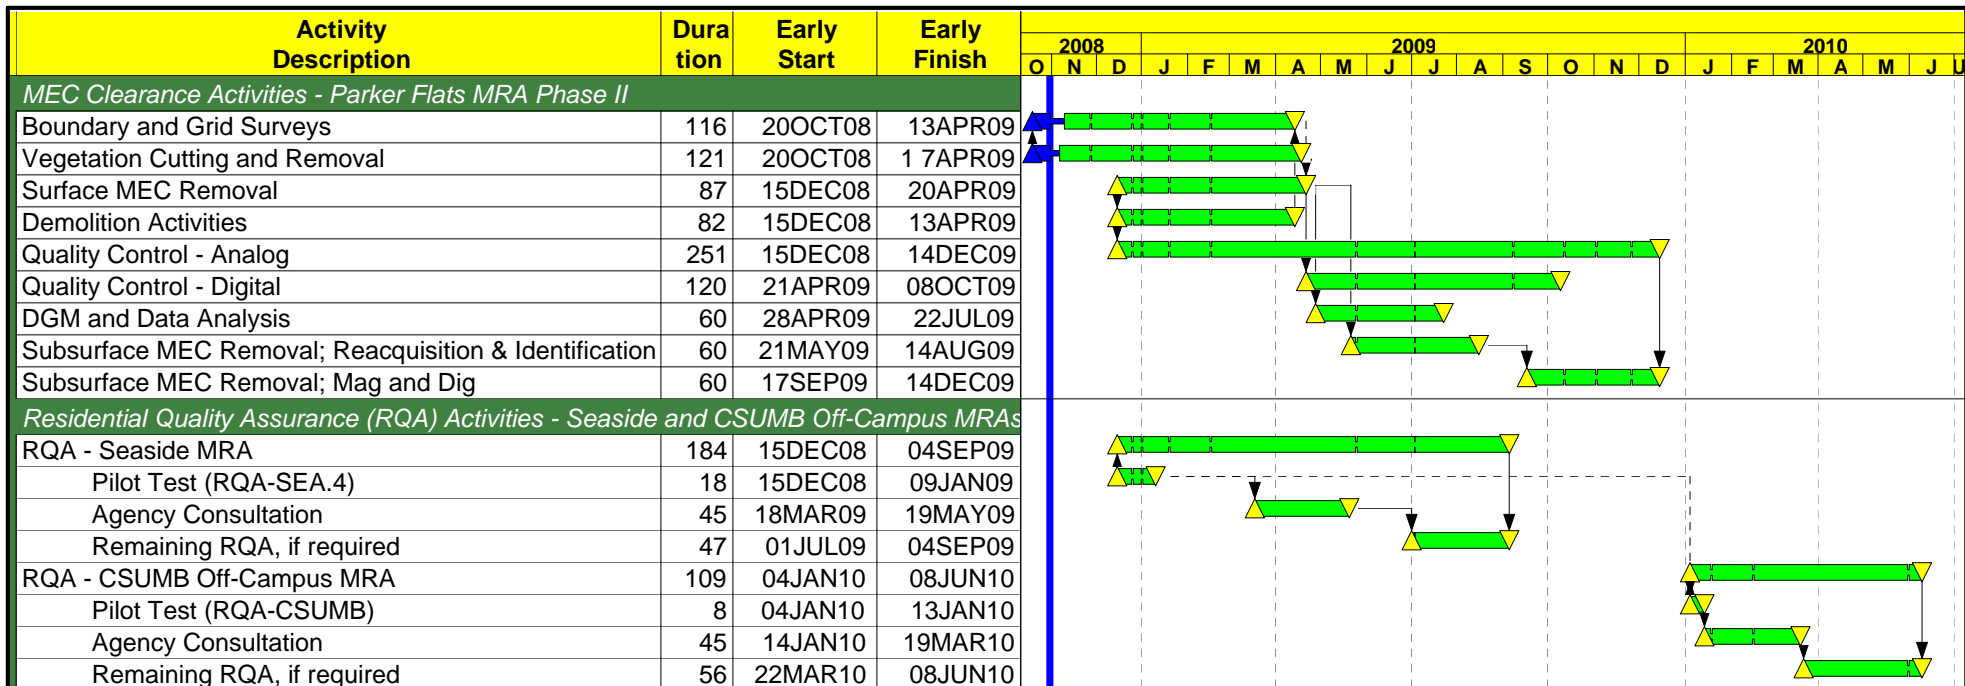 Activity Description Dura tion Early Start Early Finish
2008 2009 2010
O N D J F M A M J J A S O N D J F M A M J U
MEC Clearance Activities - Parker Flats MRA Phase II
Boundary and Grid Surveys 116 20OCT08 13APR09
Vegetation Cutting and Removal 121 20OCT08 1 7APR09
Surface MEC Removal 87 15DEC08 20APR09
Demolition Activities 82 15DEC08 13APR09
Quality Control - Analog 251 15DEC08 14DEC09
Quality Control - Digital 120 21APR09 08OCT09
DGM and Data Analysis 60 28APR09 22JUL09
Subsurface MEC Removal; Reacquisition & Identification 60 21MAY09 14AUG09
Subsurface MEC Removal; Mag and Dig 60 17SEP09 14DEC09
Residential Quality Assurance (RQA) Activities - Seaside and CSUMB Off-Campus MRAs
RQA - Seaside MRA 184 15DEC08 04SEP09
Pilot Test (RQA-SEA.4) 18 15DEC08 09JAN09
Agency Consultation 45 18MAR09 19MAY09
Remaining RQA, if required 47 01JUL09 04SEP09
RQA - CSUMB Off-Campus MRA 109 04JAN10 08JUN10
Pilot Test (RQA-CSUMB) 8 04JAN10 13JAN10
Agency Consultation 45 14JAN10 19MAR10
Remaining RQA, if required 56 22MAR10 08JUN10